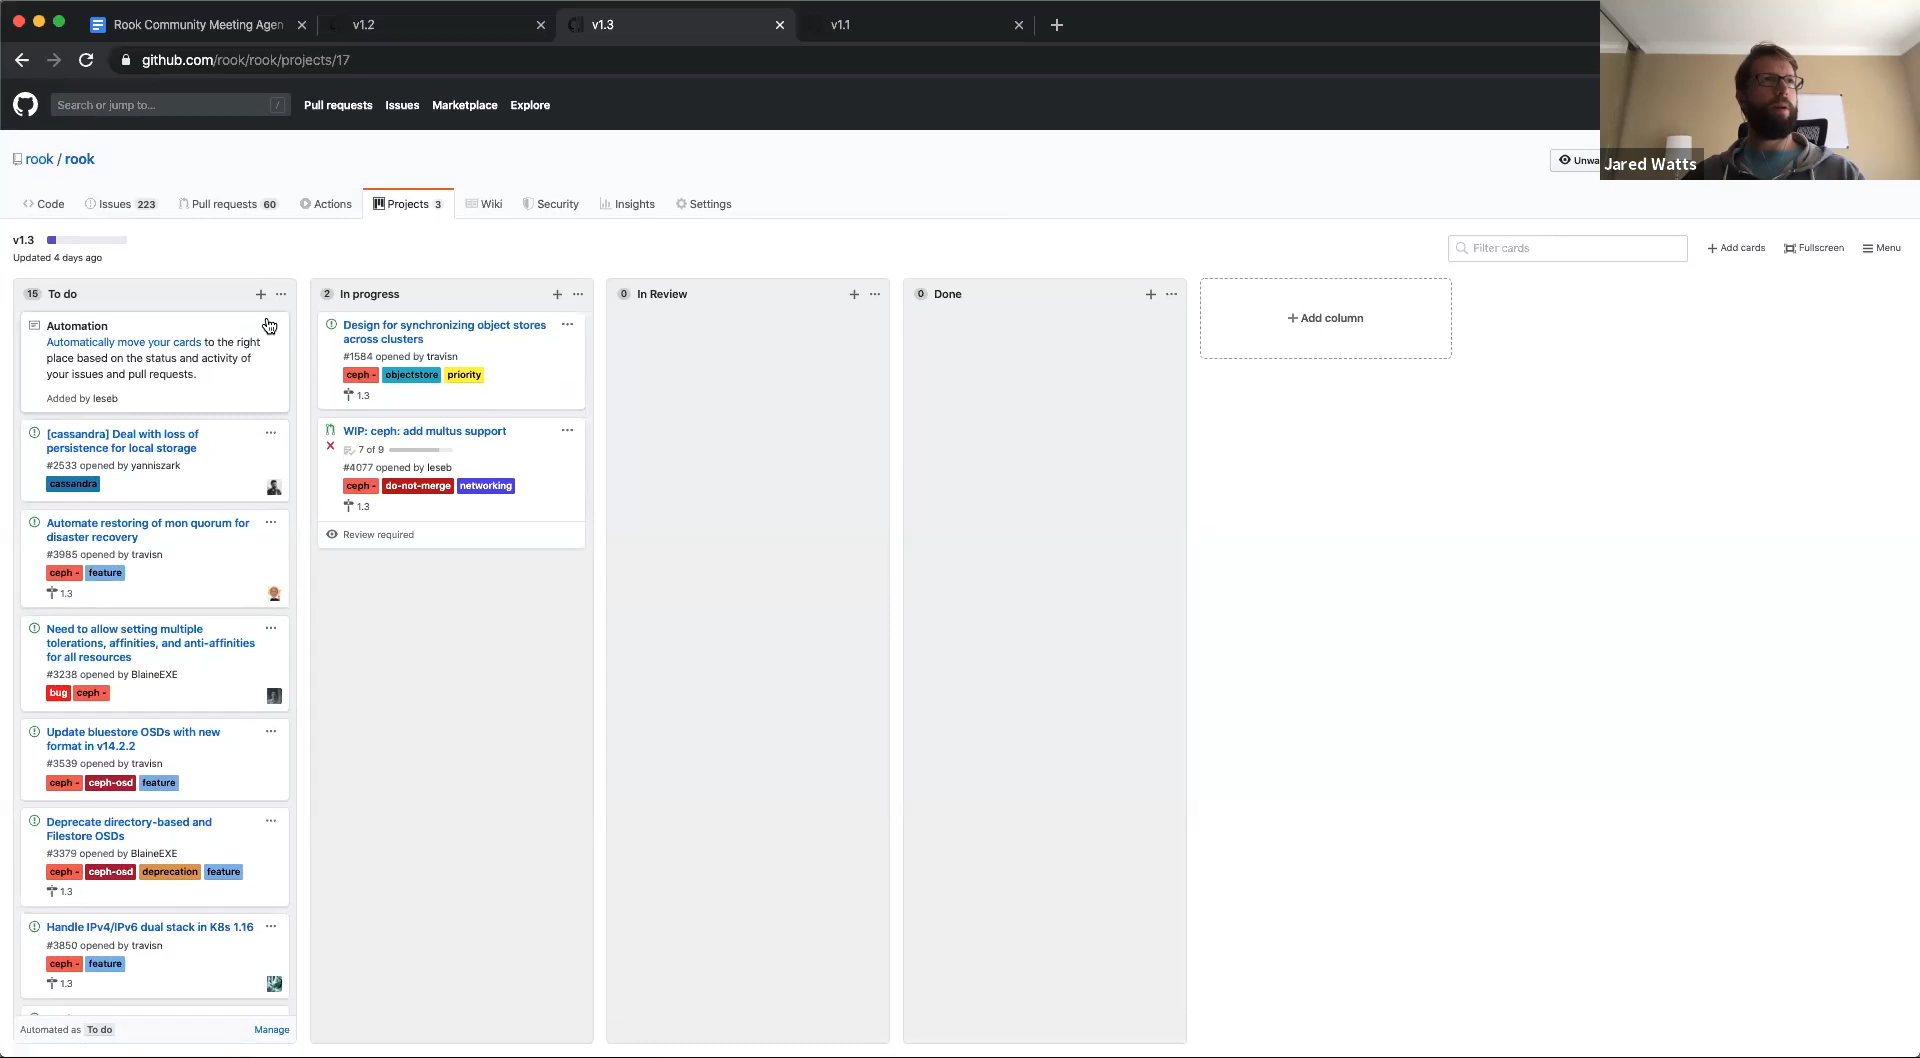 Rook Community Meeting Agen
v1.2
v1.3
v1.1
github.com/rook/rook/projects/17
Search or jump to...
/
Pull requests
Issues
Marketplace
Explore
rook / rook
Unwa
Jared Watts
Code
Issues 223
Pull requests 60
Actions
Projects 3
Wiki
Security
Insights
Settings
v1.3
Updated 4 days ago
Filter cards
Add cards
Fullscreen
Menu
15 To do
Automation
Automatically move your cards to the right
place based on the status and activity of
your issues and pull requests.
Added by leseb
[cassandra] Deal with loss of
persistence for local storage
#2533 opened by yanniszark
cassandra
Automate restoring of mon quorum for
disaster recovery
#3985 opened by travisn
ceph - feature
1.3
Need to allow setting multiple
tolerations, affinities, and anti-affinities
for all resources
#3238 opened by BlaineEXE
bug ceph -
Update bluestore OSDs with new
format in v14.2.2
#3539 opened by travisn
ceph - ceph-osd feature
Deprecate directory-based and
Filestore OSDs
#3379 opened by BlaineEXE
ceph - ceph-osd deprecation feature
1.3
Handle IPv4/IPv6 dual stack in K8s 1.16
#3850 opened by travisn
ceph - feature
1.3
Automated as To do
Manage
2 In progress
Design for synchronizing object stores
across clusters
#1584 opened by travisn
ceph - objectstore priority
1.3
WIP: ceph: add multus support
7 of 9
#4077 opened by leseb
ceph - do-not-merge networking
1.3
Review required
0 In Review
0 Done
Add column